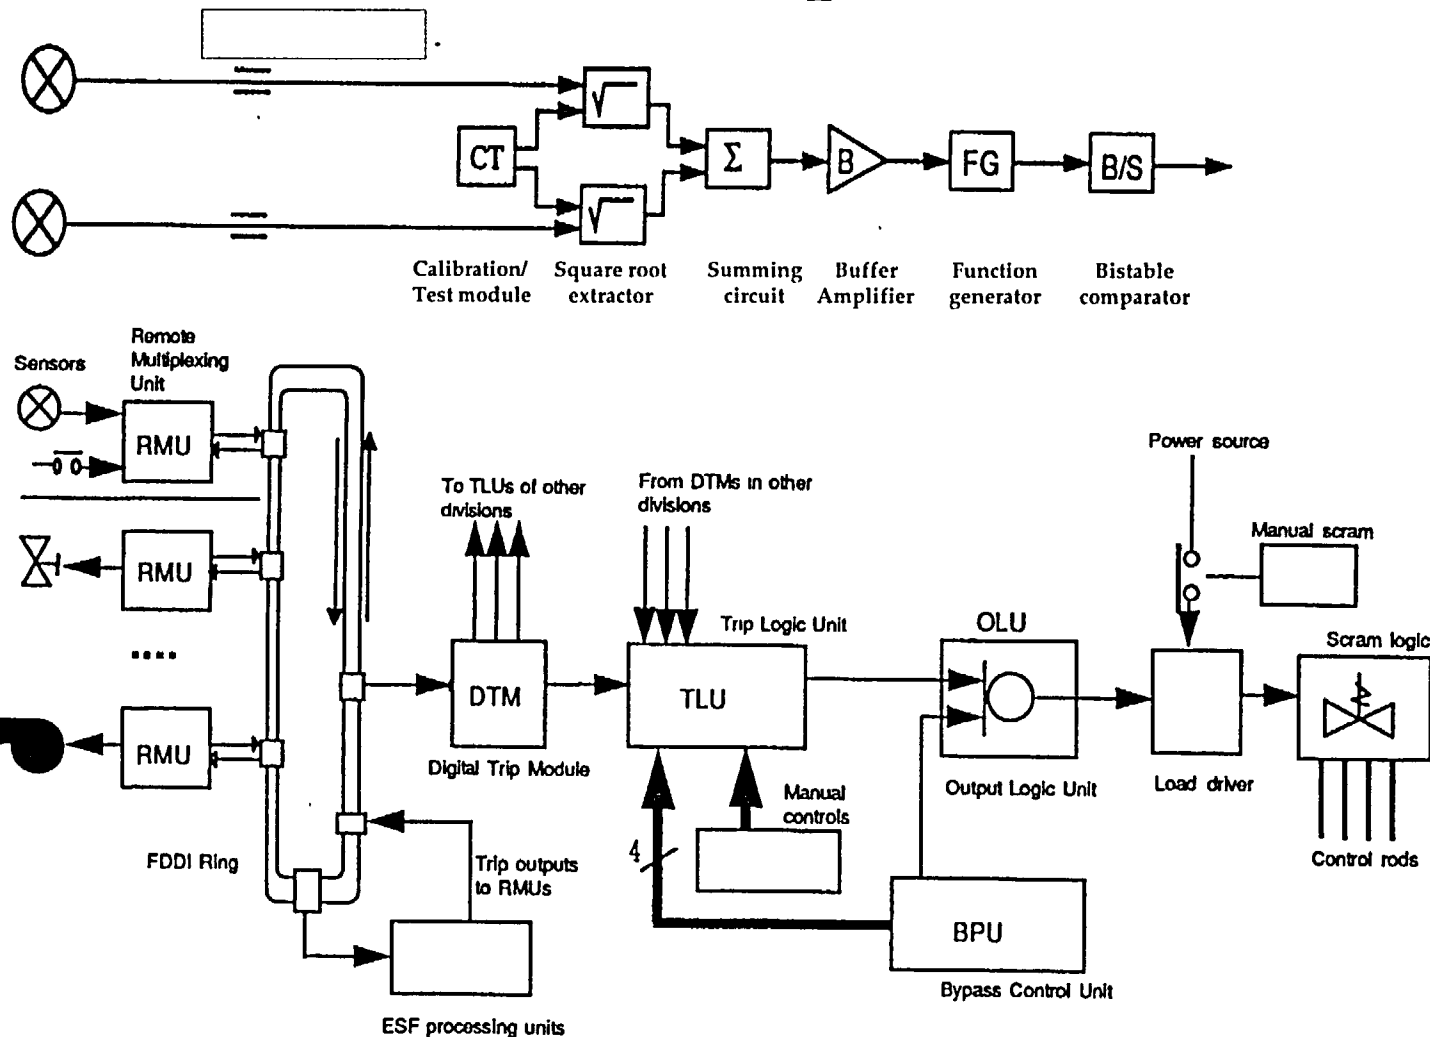 CT
√
√
Σ
B
FG
B/S
Calibration/
Test module
Square root
extractor
Summing
circuit
Buffer
Amplifier
Function
generator
Bistable
comparator
Sensors
Remote
Multiplexing
Unit
RMU
RMU
....
RMU
FDDI Ring
To TLUs of other
divisions
From DTMs in other
divisions
DTM
Digital Trip Module
Trip Logic Unit
TLU
OLU
Output Logic Unit
Power source
Manual scram
Load driver
Scram logic
Control rods
Manual
controls
4
BPU
Bypass Control Unit
Trip outputs
to RMUs
ESF processing units